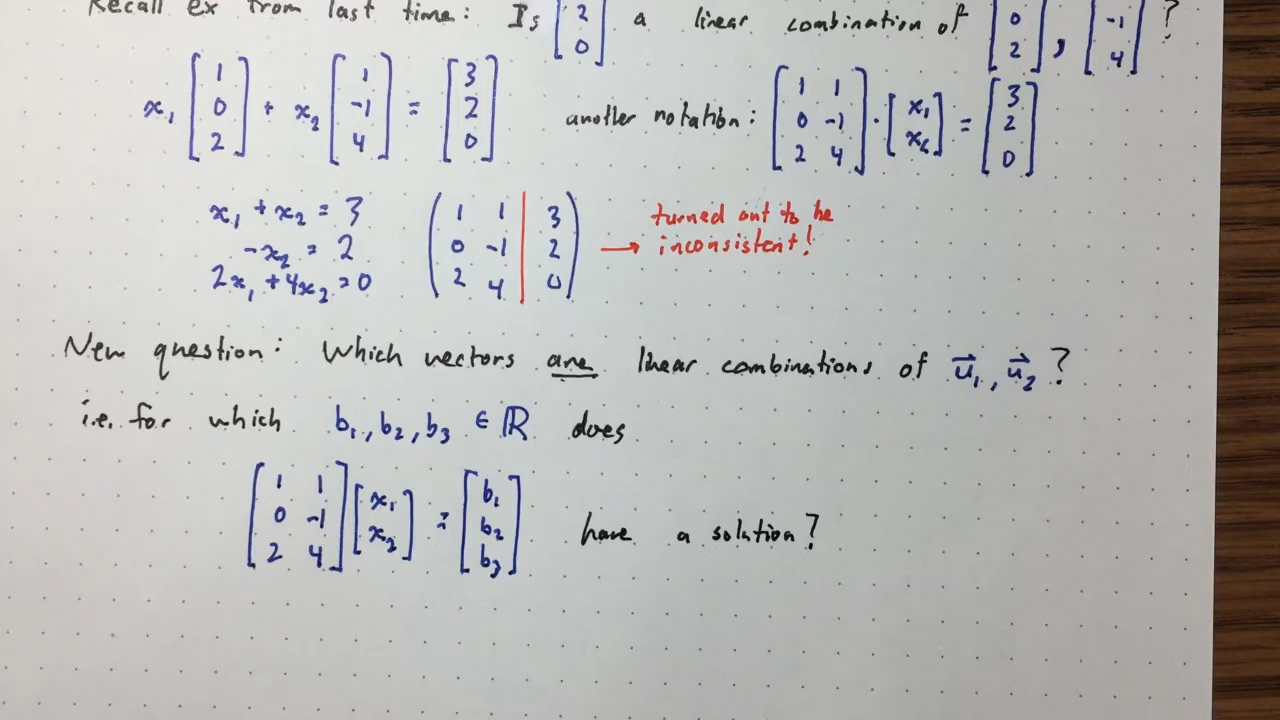 Recall ex from last time: Is [2 0] a linear combination of [0 2], [-1 4]?
x₁ [1 0 2] + x₂ [1 -1 4] = [3 2 0] another notation: [1 1 0 -1 2 4] · [x₁ x₂] = [3 2 0]
x₁ + x₂ = 3
-x₂ = 2
2x₁ + 4x₂ = 0
(1 1 | 3
0 -1 | 2
2 4 | 0)
→ turned out to be
inconsistent!
New question: Which vectors are linear combinations of u⃗₁, u⃗₂?
i.e. for which b₁, b₂, b₃ ∈ ℝ does
[1 1 0 -1 2 4] [x₁ x₂] = [b₁ b₂ b₃] have a solution?